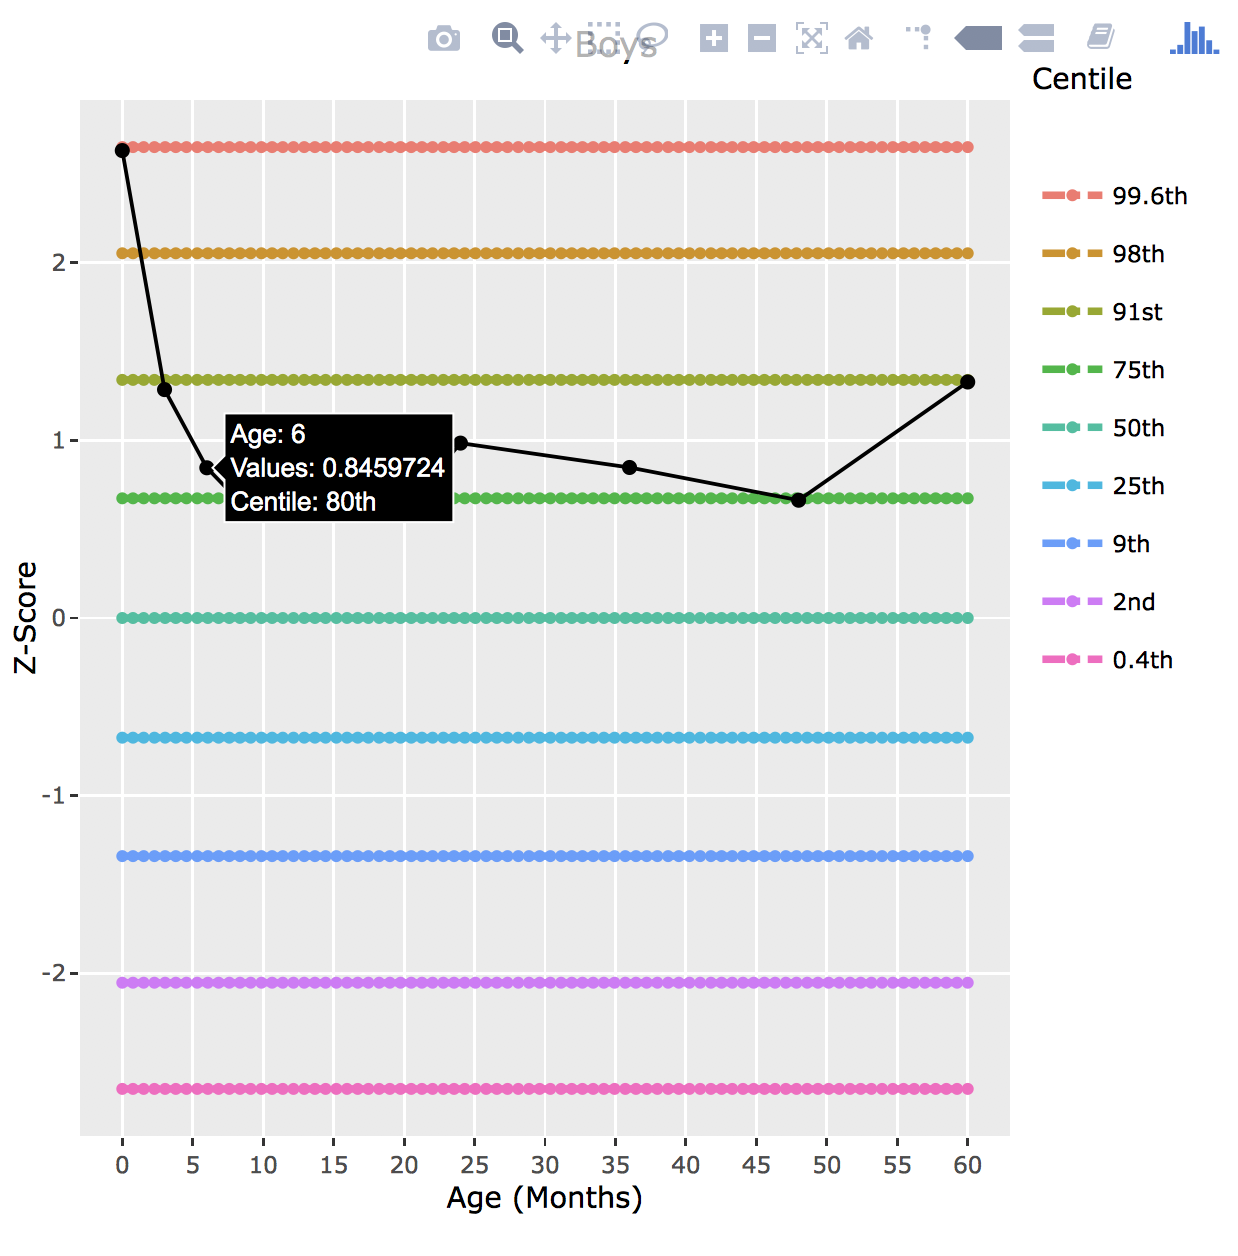 Boys
Centile
99.6th
98th
91st
75th
50th
25th
9th
2nd
0.4th
Age: 6
Values: 0.8459724
Centile: 80th
Z-Score
2
1
0
-1
-2
0 5 10 15 20 25 30 35 40 45 50 55 60
Age (Months)